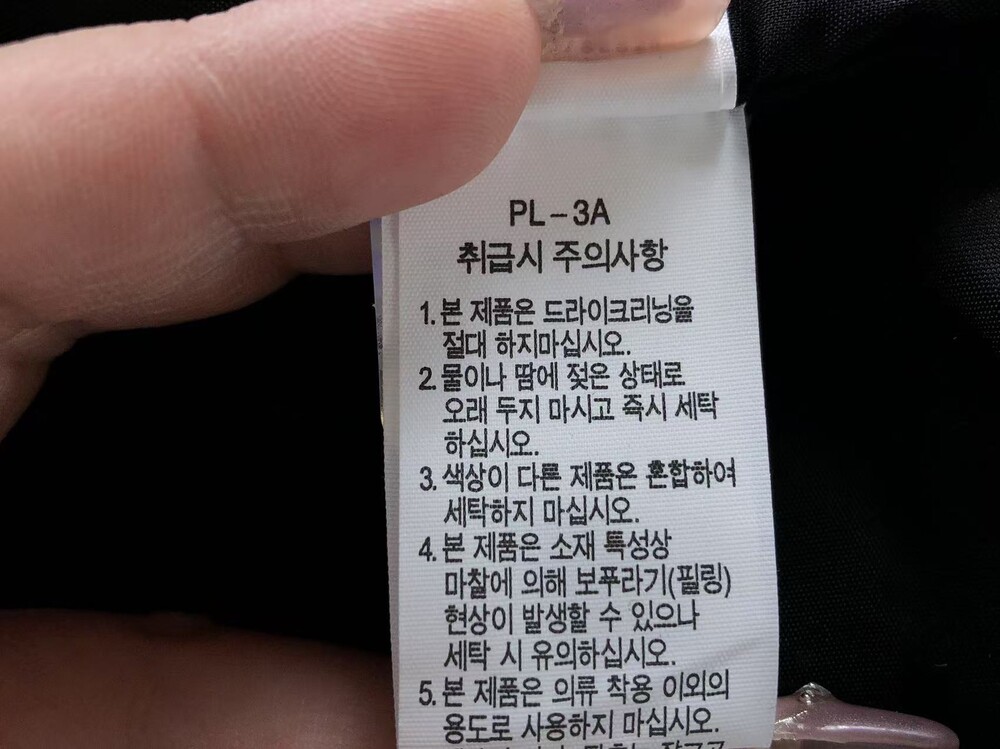 PL-3A
취급시 주의사항
1. 본 제품은 드라이크리닝을
절대 하지마십시오.
2. 물이나 땀에 젖은 상태로
오래 두지 마시고 즉시 세탁
하십시오.
3. 색상이 다른 제품은 혼합하여
세탁하지 마십시오.
4. 본 제품은 소재 특성상
마찰에 의해 보푸라기(필링)
현상이 발생할 수 있으나
세탁 시 유의하십시오.
5. 본 제품은 의류 착용 이외의
용도로 사용하지 마십시오.